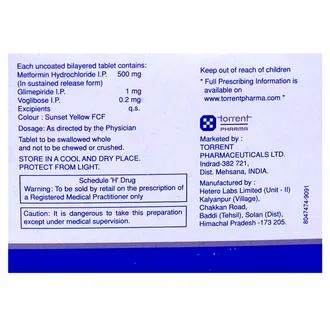 Each uncoated bilayered tablet contains:
Metformin Hydrochloride I.P. 500 mg
(In sustained release form)
Glimepiride I.P. 1 mg
Voglibose I.P. 0.2 mg
Excipients q.s.
Colour : Sunset Yellow FCF
Dosage: As directed by the Physician
Tablet to be swallowed whole
and not to be chewed or crushed.
STORE IN A COOL AND DRY PLACE.
PROTECT FROM LIGHT.
Schedule 'H' Drug
Warning: To be sold by retail on the prescription of
a Registered Medical Practitioner only
Caution: It is dangerous to take this preparation
except under medical supervision.
Keep out of reach of children
* Full Prescribing Information is
available on
"www.torrentpharma.com"
torrent
PHARMA
Marketed by :
TORRENT
PHARMACEUTICALS LTD.
Indrad-382 721,
Dist. Mehsana, INDIA.
Manufactured by :
Hetero Labs Limited (Unit - II)
Kalyanpur (Village),
Chakkan Road,
Baddi (Tehsil), Solan (Dist),
Himachal Pradesh -173 205.
8047474-9091